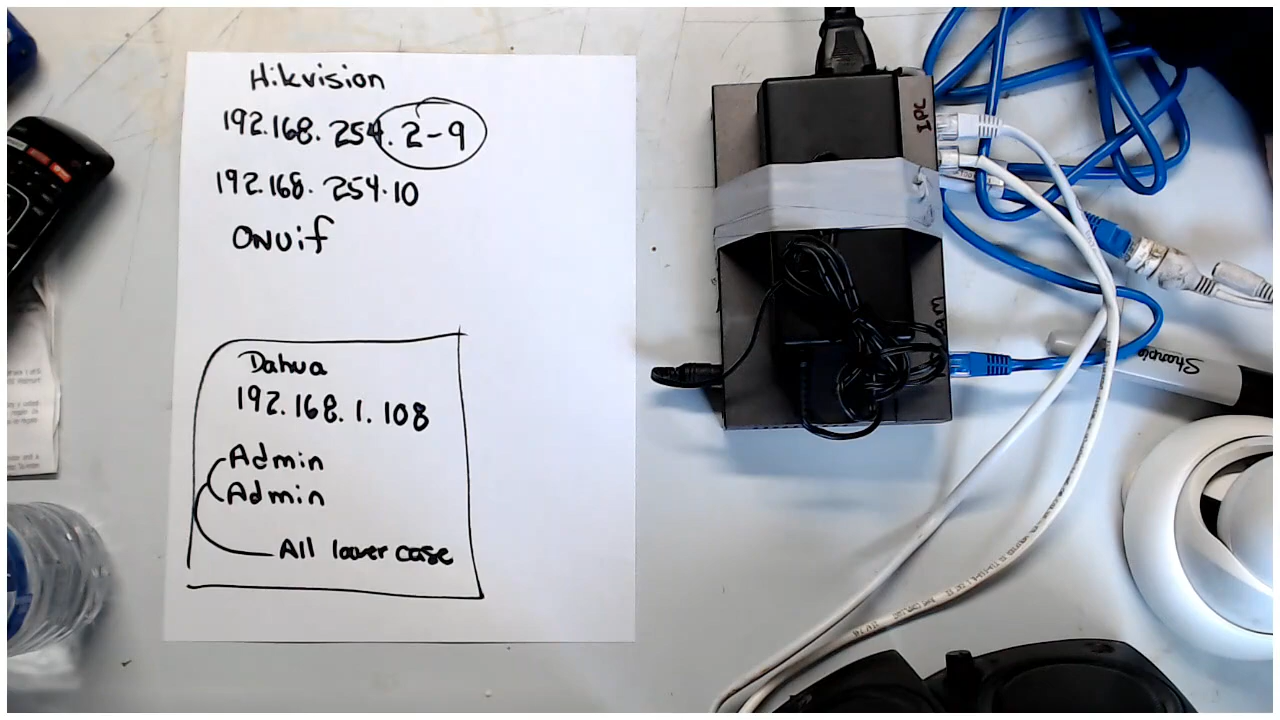 Hikvision
192.168.254.2-9
192.168.254.10
ONVif
Dahua
192.168.1.108
Admin
Admin
All lower case
IPC
Sharpie